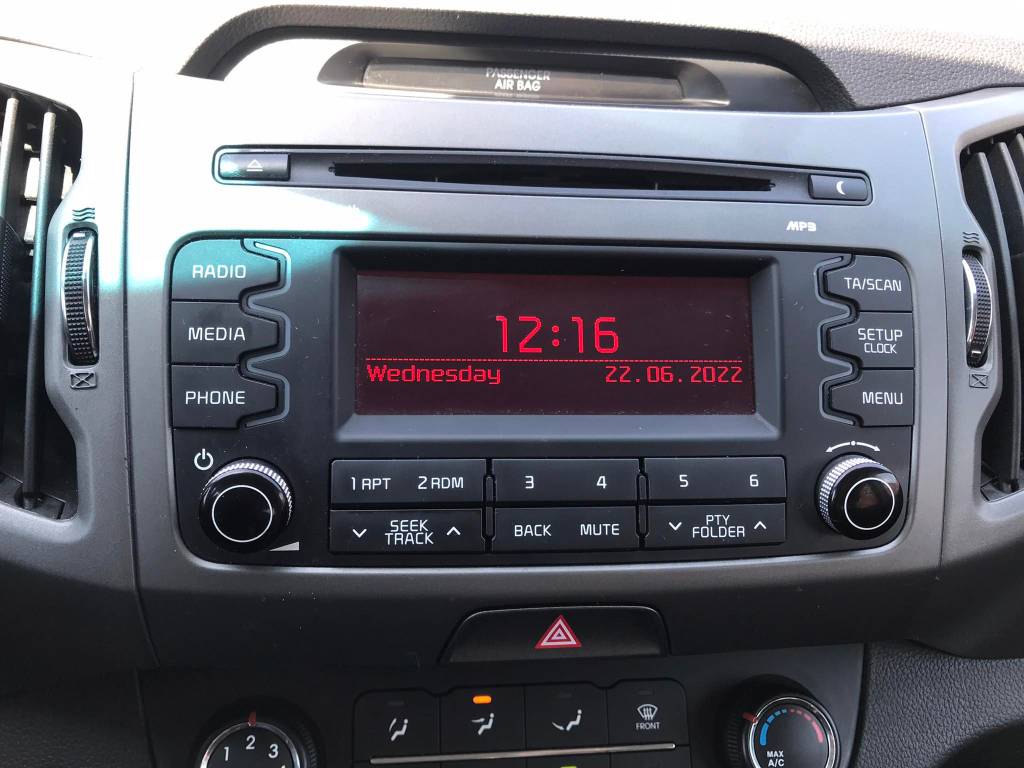 PASSENGER
AIR BAG
MP3
RADIO
TA/SCAN
MEDIA
SETUP
CLOCK
PHONE
MENU
12:16
Wednesday 22.06.2022
1 RPT 2 RDM 3 4 5 6
SEEK
TRACK
BACK MUTE
PTY
FOLDER
FRONT
1 2 3
MAX
A/C